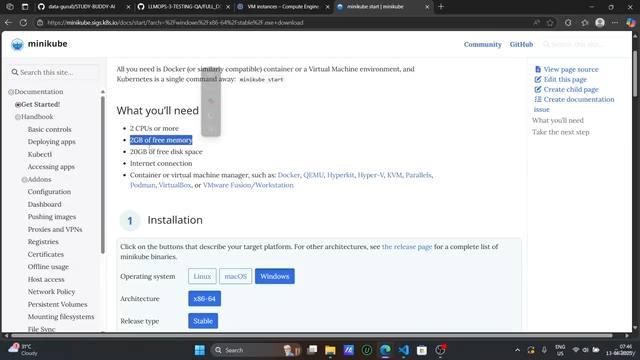 data-guru0/STUDY-BUDDY-AI
LLMOPS-3-TESTING-QA/FULL_D
VM instances – Compute Engine
minikube start | minikube
https://minikube.sigs.k8s.io/docs/start/?arch=%2Fwindows%2Fx86-64%2Fstable%2F.exe+download
minikube
Community
GitHub
Search this site…
Search this site…
Documentation
Get Started!
Handbook
Basic controls
Deploying apps
Kubectl
Accessing apps
Addons
Configuration
Dashboard
Pushing images
Proxies and VPNs
Registries
Certificates
Offline usage
Host access
Network Policy
Persistent Volumes
Mounting filesystems
File Sync
All you need is Docker (or similarly compatible) container or a Virtual Machine environment, and
Kubernetes is a single command away: minikube start
What you'll need
2 CPUs or more
2GB of free memory
20GB of free disk space
Internet connection
Container or virtual machine manager, such as: Docker, QEMU, Hyperkit, Hyper-V, KVM, Parallels,
Podman, VirtualBox, or VMware Fusion/Workstation
1 Installation
Click on the buttons that describe your target platform. For other architectures, see the release page for a complete list of
minikube binaries.
Operating system Linux macOS Windows
Architecture x86-64
Release type Stable
View page source
Edit this page
Create child page
Create documentation
issue
What you'll need
Take the next step
31°C
Cloudy
Search
ENG
IN
07:46
13-06-2025